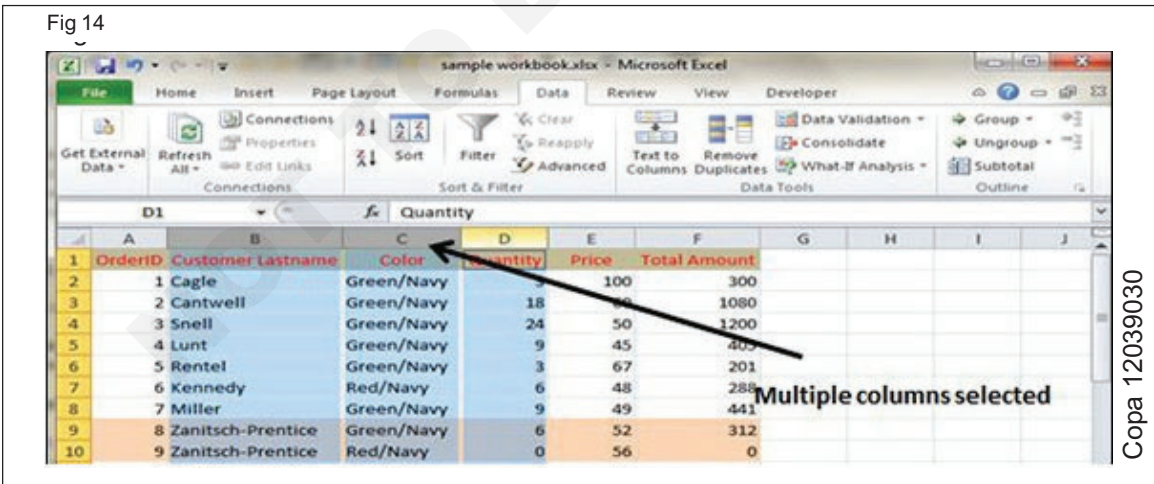 Fig 14
sample workbook.xlsx - Microsoft Excel
File Home Insert Page Layout Formulas Data Review View Developer
Get External Data
Refresh All
Connections
Properties
Edit Links
Connections
Sort
Filter
Clear
Reapply
Advanced
Sort & Filter
Text to Columns
Remove Duplicates
Data Validation
Consolidate
What-If Analysis
Data Tools
Group
Ungroup
Subtotal
Outline
D1 fx Quantity
A B C D E F G H I J
1 OrderID Customer Lastname Color Quantity Price Total Amount
2 1 Cagle Green/Navy 100 300
3 2 Cantwell Green/Navy 18 1080
4 3 Snell Green/Navy 24 50 1200
5 4 Lunt Green/Navy 9 45
6 5 Rentel Green/Navy 3 67 201
7 6 Kennedy Red/Navy 6 48 288
8 7 Miller Green/Navy 9 49 441
9 8 Zanitsch-Prentice Green/Navy 6 52 312
10 9 Zanitsch-Prentice Red/Navy 0 56 0
Multiple columns selected
Copa 12039030